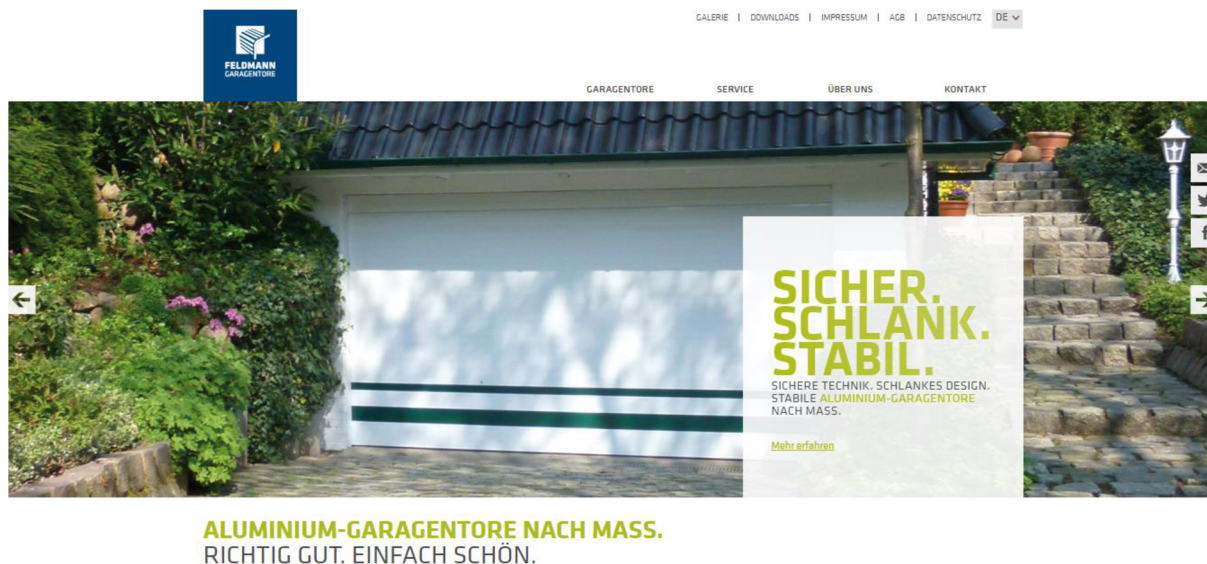 GALERIE | DOWNLOADS | IMPRESSUM | AGB | DATENSCHUTZ DE
FELDMANN
GARAGENTORE
GARAGENTORE SERVICE ÜBER UNS KONTAKT
SICHER.
SCHLANK.
STABIL.
SICHERE TECHNIK. SCHLANKES DESIGN.
STABILE ALUMINIUM-GARAGENTORE
NACH MASS.
Mehr erfahren
ALUMINIUM-GARAGENTORE NACH MASS.
RICHTIG GUT. EINFACH SCHÖN.